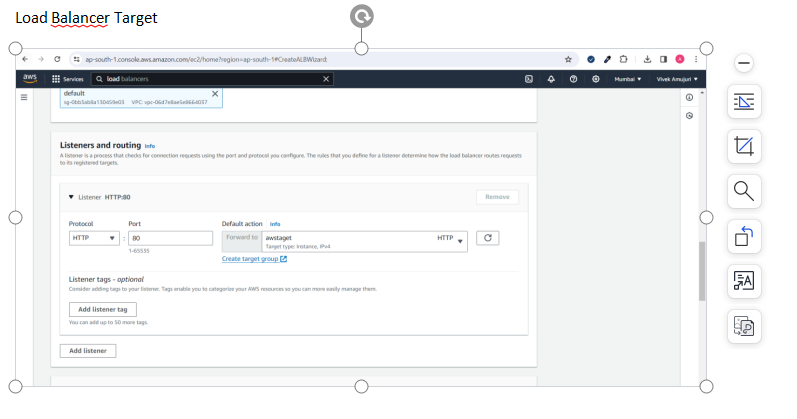 Load Balancer Target
ap-south-1.console.aws.amazon.com/ec2/home?region=ap-south-1#CreateALBWizard:
aws Services load balancers Mumbai Vivek Amujuri
default
sg-0bb5ab8a130459e03 VPC: vpc-06d7e8ae5e8664037
Listeners and routing Info
A listener is a process that checks for connection requests using the port and protocol you configure. The rules that you define for a listener determine how the load balancer routes requests
to its registered targets.
Listener HTTP:80 Remove
Protocol Port Default action Info
HTTP : 80 Forward to awstaget HTTP
Target type: Instance, IPv4
1-65535
Create target group
Listener tags - optional
Consider adding tags to your listener. Tags enable you to categorize your AWS resources so you can more easily manage them.
Add listener tag
You can add up to 50 more tags.
Add listener